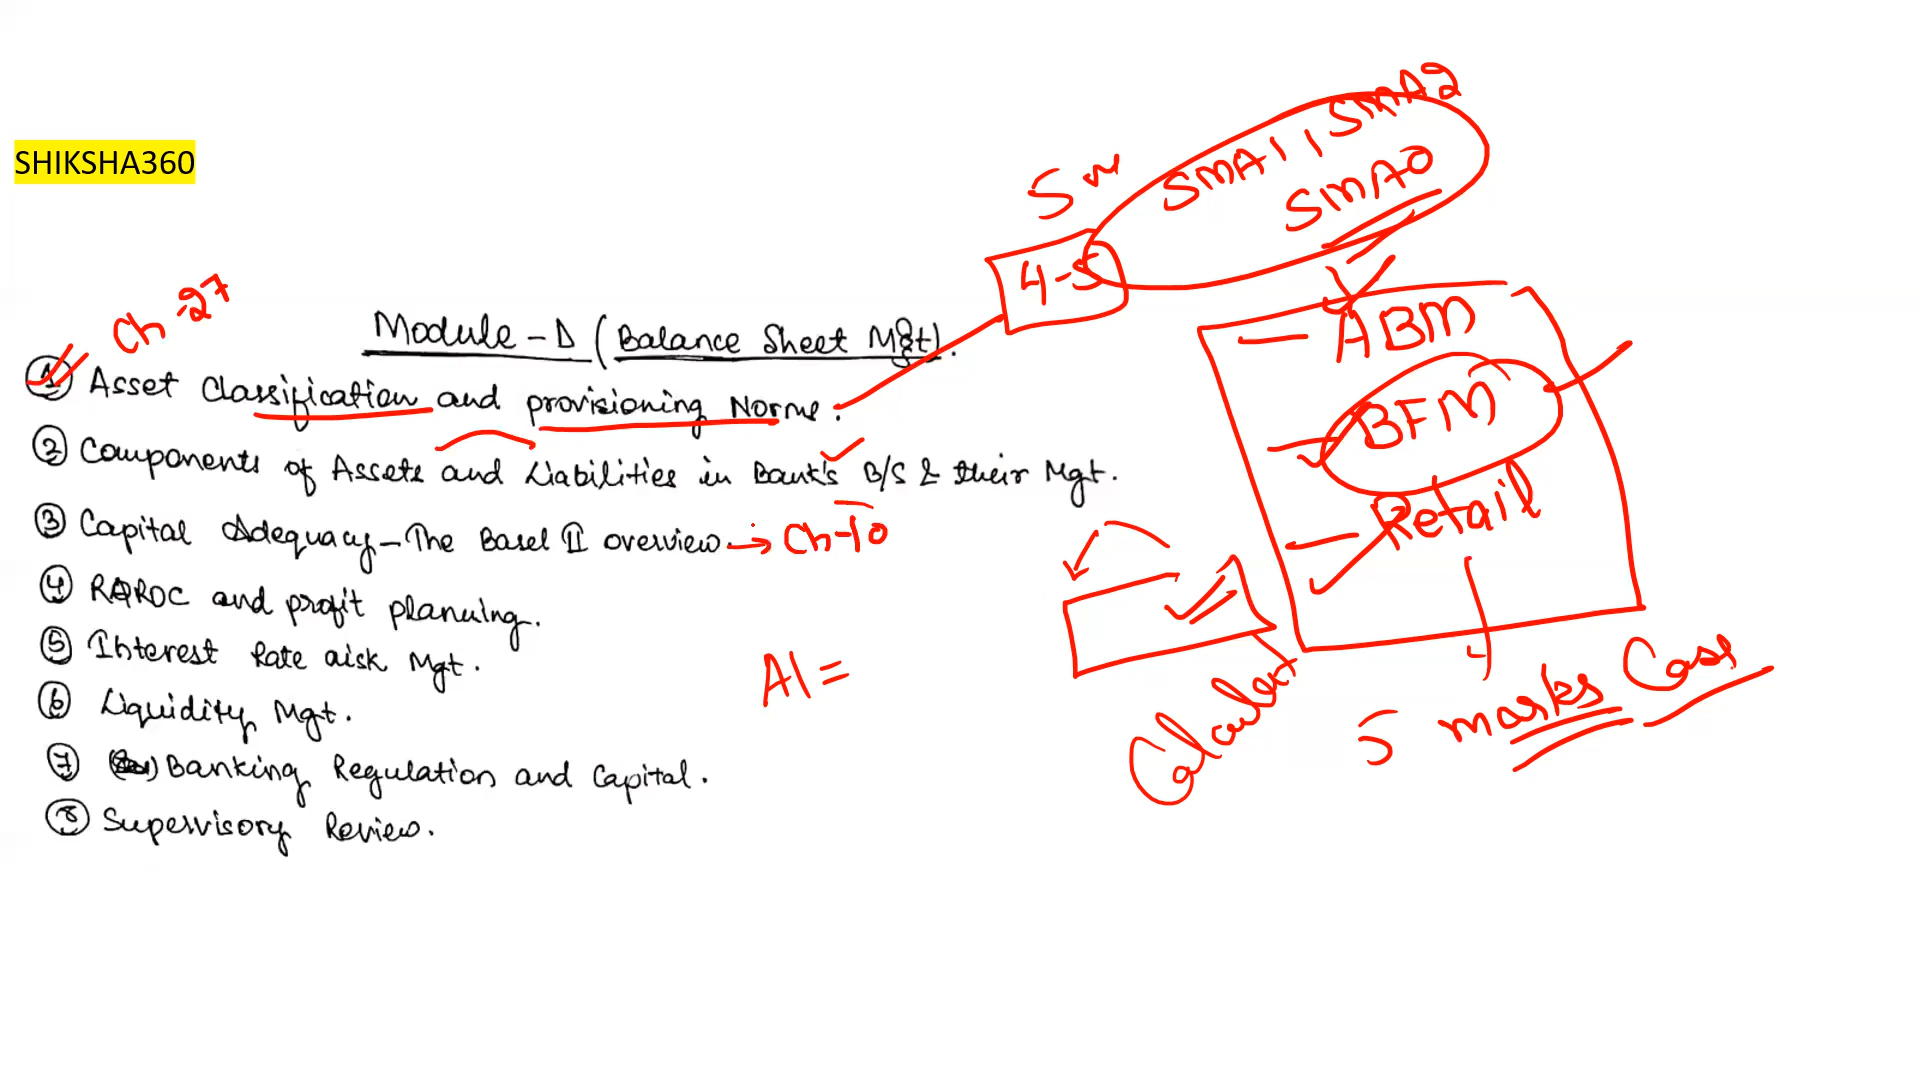 SHIKSHA360
Module - D (Balance Sheet Mgt).
Ch-27
① Asset Classification and provisioning Norms.
② Components of Assets and Liabilities in Bank's B/S & their Mgt.
③ Capital Adequacy - The Basel II overview. → Ch-10
④ RAROC and profit planning.
⑤ Interest Rate aisk Mgt.
⑥ Liquidity Mgt.
⑦ Banking Regulation and Capital.
⑧ Supervisory Review.
5 m
4-5
SMA1, SMA2
SMA0
- ABM
- BFM
- Retail
5 marks Case
A1 =